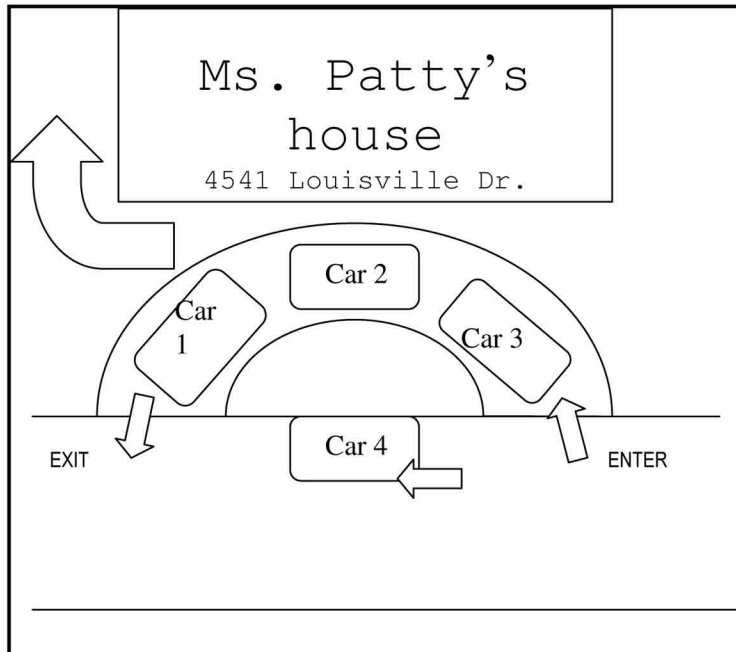 Ms. Patty's
house
4541 Louisville Dr.
Car 2
Car
1
Car 3
Car 4
EXIT
ENTER